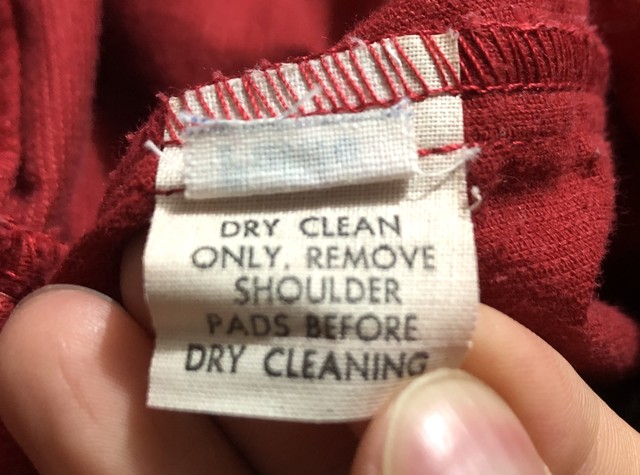 DRY CLEAN
ONLY. REMOVE
SHOULDER
PADS BEFORE
DRY CLEANING